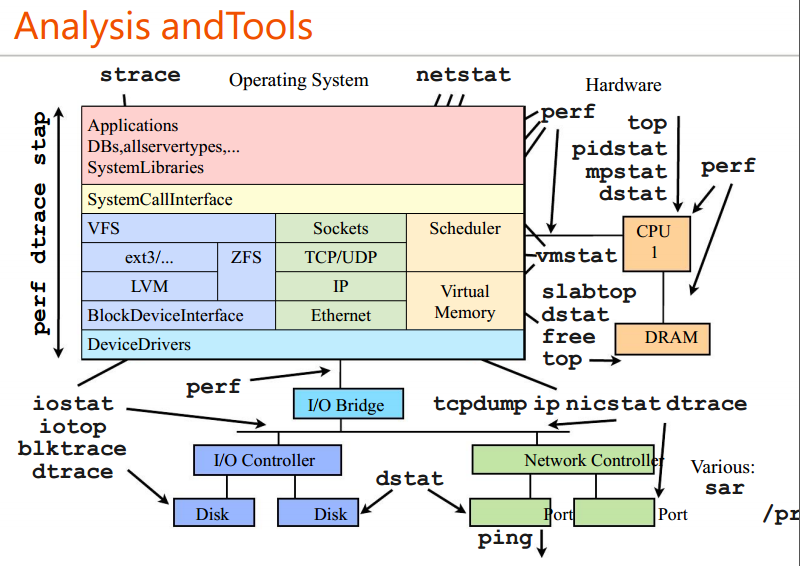 Analysis andTools
strace
Operating System
netstat
Hardware
perf dtrace stap
Applications
DBs,allservertypes,...
SystemLibraries
SystemCallInterface
VFS
Sockets
Scheduler
ext3/...
ZFS
TCP/UDP
LVM
IP
Virtual
Memory
BlockDeviceInterface
Ethernet
DeviceDrivers
perf
top
pidstat
mpstat
dstat
perf
CPU
1
vmstat
slabtop
dstat
free
top
DRAM
perf
I/O Bridge
iostat
iotop
blktrace
dtrace
tcpdump ip nicstat dtrace
I/O Controller
Network Controller
Various:
sar
/pr
dstat
Disk
Disk
Port
Port
ping